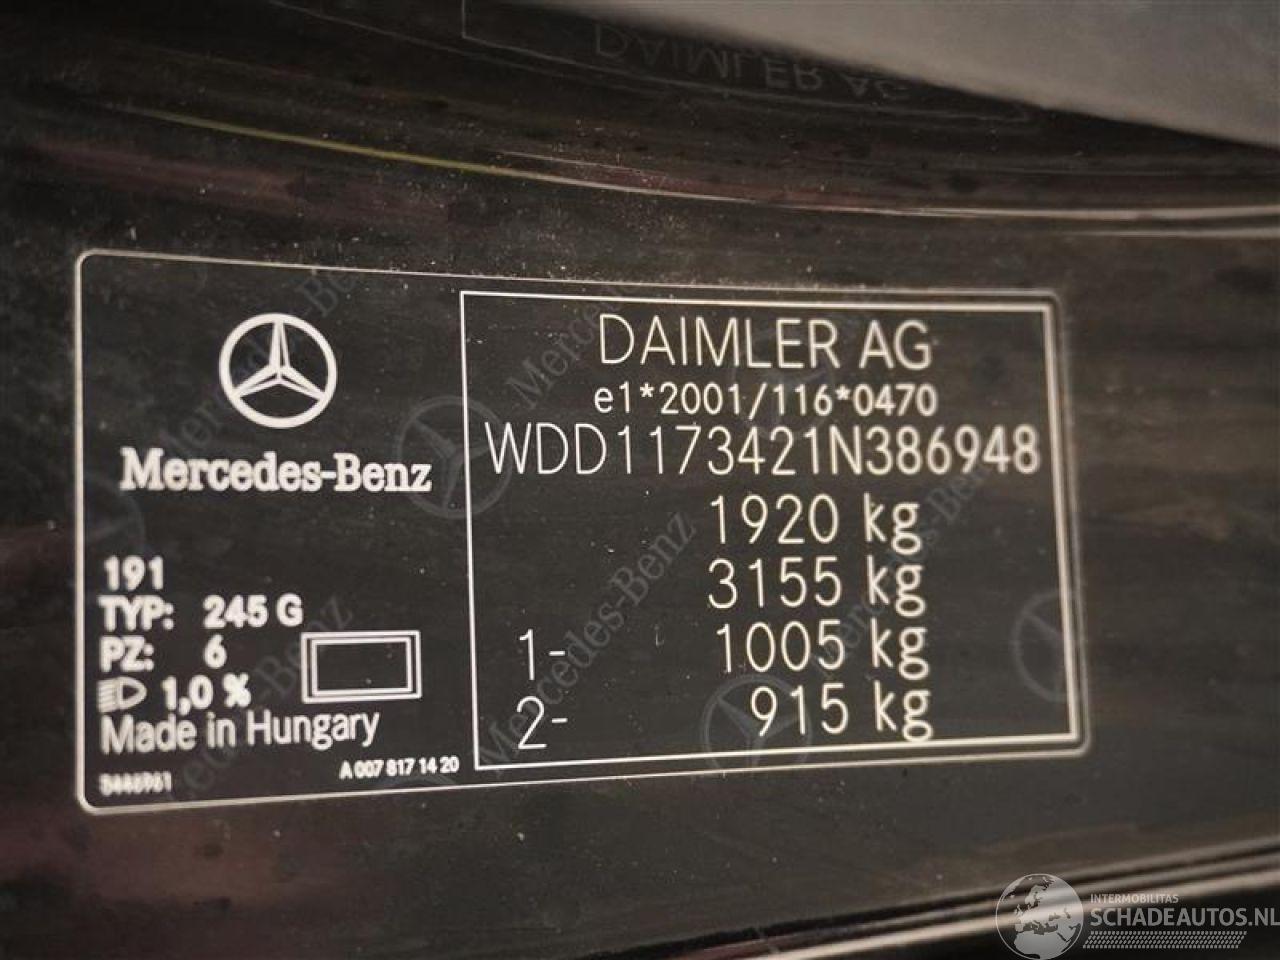 DAIMLER AG
Mercedes-Benz
191
TYP: 245 G
PZ: 6
1,0 %
Made in Hungary
A 007 817 14 20
DAIMLER AG
e1*2001/116*0470
WDD1173421N386948
1920 kg
3155 kg
1- 1005 kg
2- 915 kg
INTERMOBILITAS
SCHADEAUTOS.NL